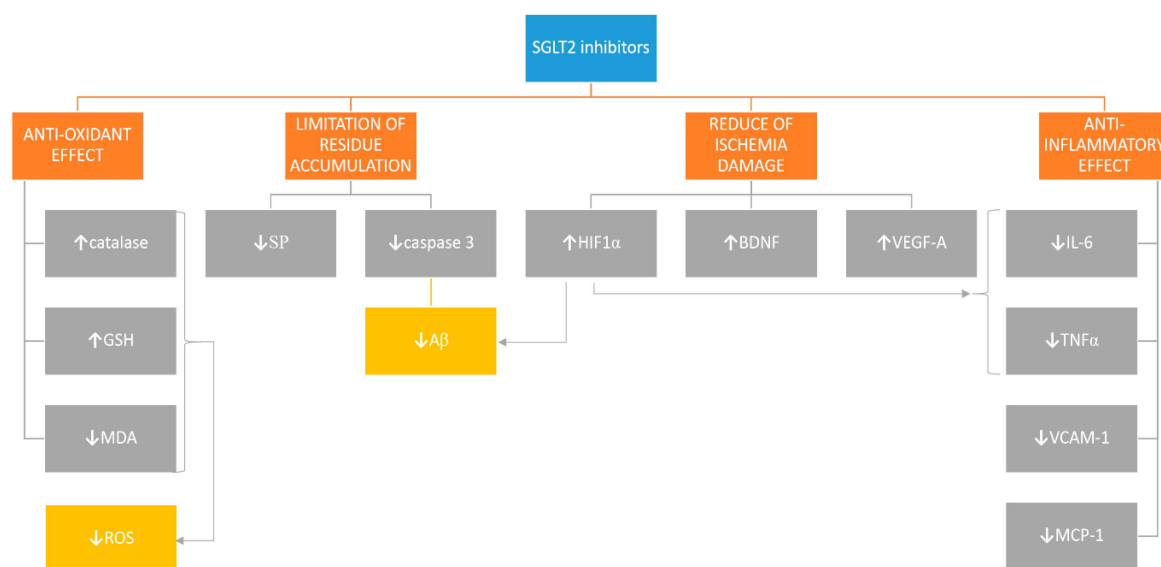 SGLT2 inhibitors
ANTI-OXIDANT
EFFECT
LIMITATION OF
RESIDUE
ACCUMULATION
REDUCE OF
ISCHEMIA
DAMAGE
ANTI-
INFLAMMATORY
EFFECT
↑catalase
↓SP
↓caspase 3
↑HIF1α
↑BDNF
↑VEGF-A
↓IL-6
↑GSH
↓Aβ
↓TNFα
↓MDA
↓VCAM-1
↓ROS
↓MCP-1